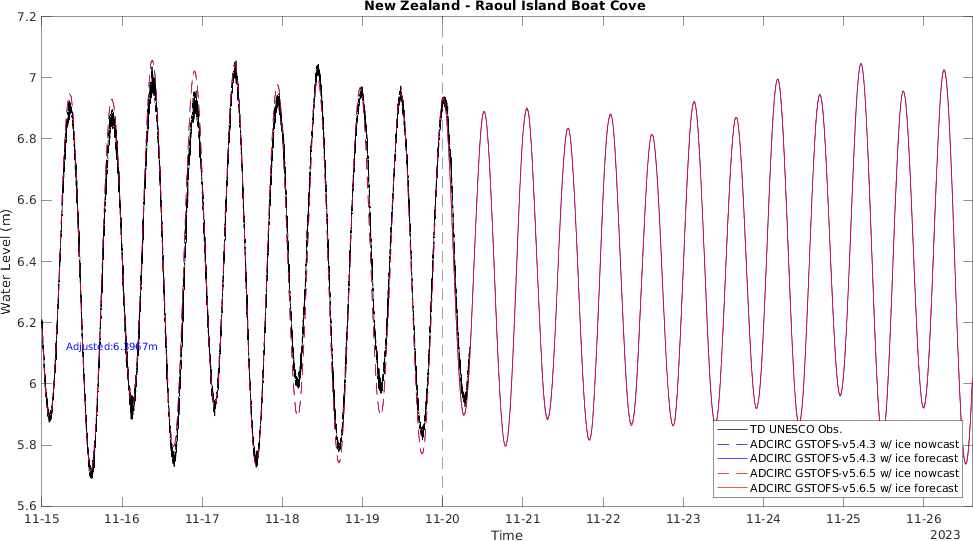 New Zealand - Raoul Island Boat Cove
Water Level (m)
7.2
7
6.8
6.6
6.4
6.2
6
5.8
5.6
Adjusted:6.3967m
TD UNESCO Obs.
ADCIRC GSTOFS-v5.4.3 w/ ice nowcast
ADCIRC GSTOFS-v5.4.3 w/ ice forecast
ADCIRC GSTOFS-v5.6.5 w/ ice nowcast
ADCIRC GSTOFS-v5.6.5 w/ ice forecast
11-15 11-16 11-17 11-18 11-19 11-20 11-21 11-22 11-23 11-24 11-25 11-26
2023
Time